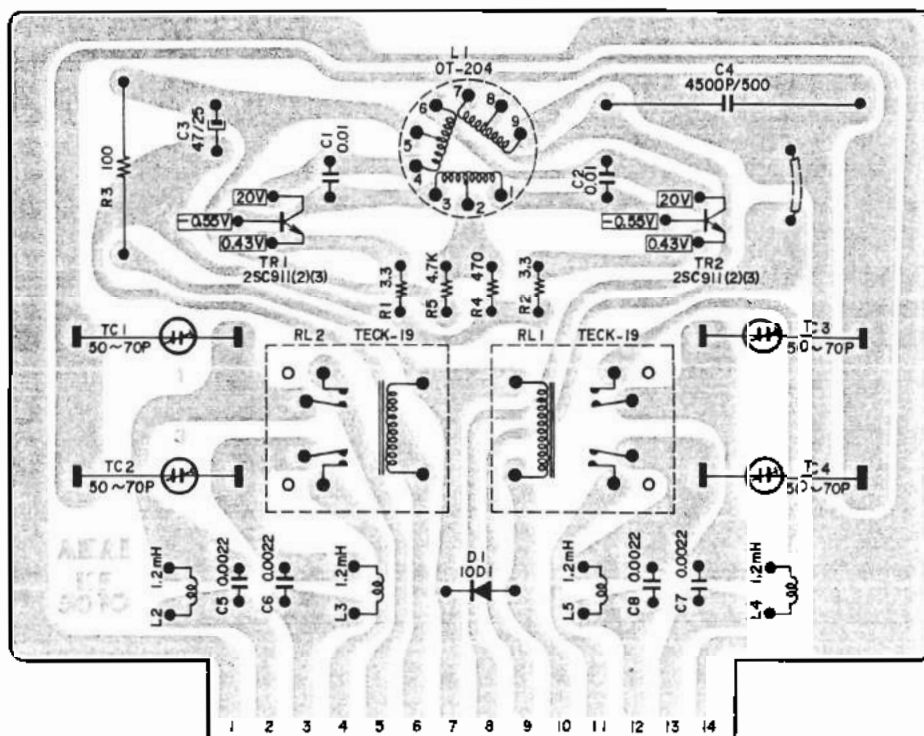 L1
OT-204
C4
4500P/500
7
6
8
9
5
4
3
2
1
C3
47/25
R3 100
C1
0.01
C2
0.01
20V
-0.55V
0.43V
TR1
2SC911(2)(3)
20V
-0.55V
0.43V
TR2
2SC911(2)(3)
R1 3.3
R5 4.7K
R4 470
R2 3.3
TC1
50~70P
TC3
50~70P
RL2 TECK-19
RL1 TECK-19
TC2
50~70P
TC4
50~70P
AKAI
L2 1.2mH
C5 0.0022
C6 0.0022
L3 1.2mH
D1
10D1
L5 1.2mH
C8 0.0022
C7 0.0022
L4 1.2mH
1 2 3 4 5 6 7 8 9 10 11 12 13 14